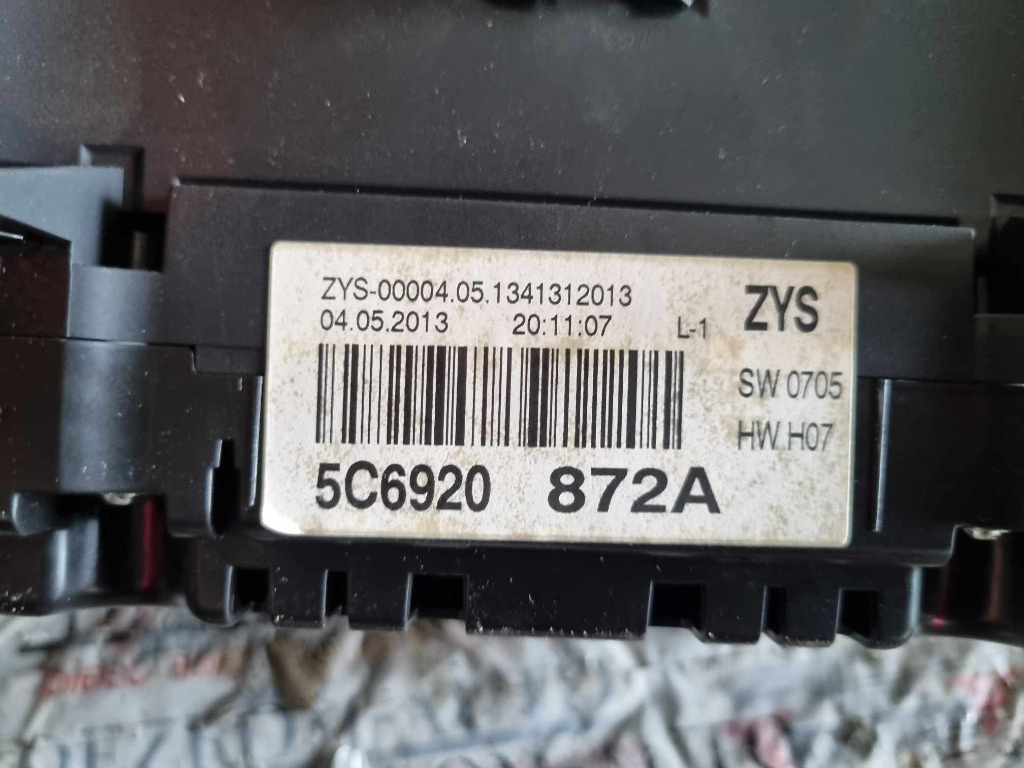 ZYS-00004.05.1341312013
04.05.2013 20:11:07 L-1 ZYS
SW 0705
HW H07
5C6920 872A